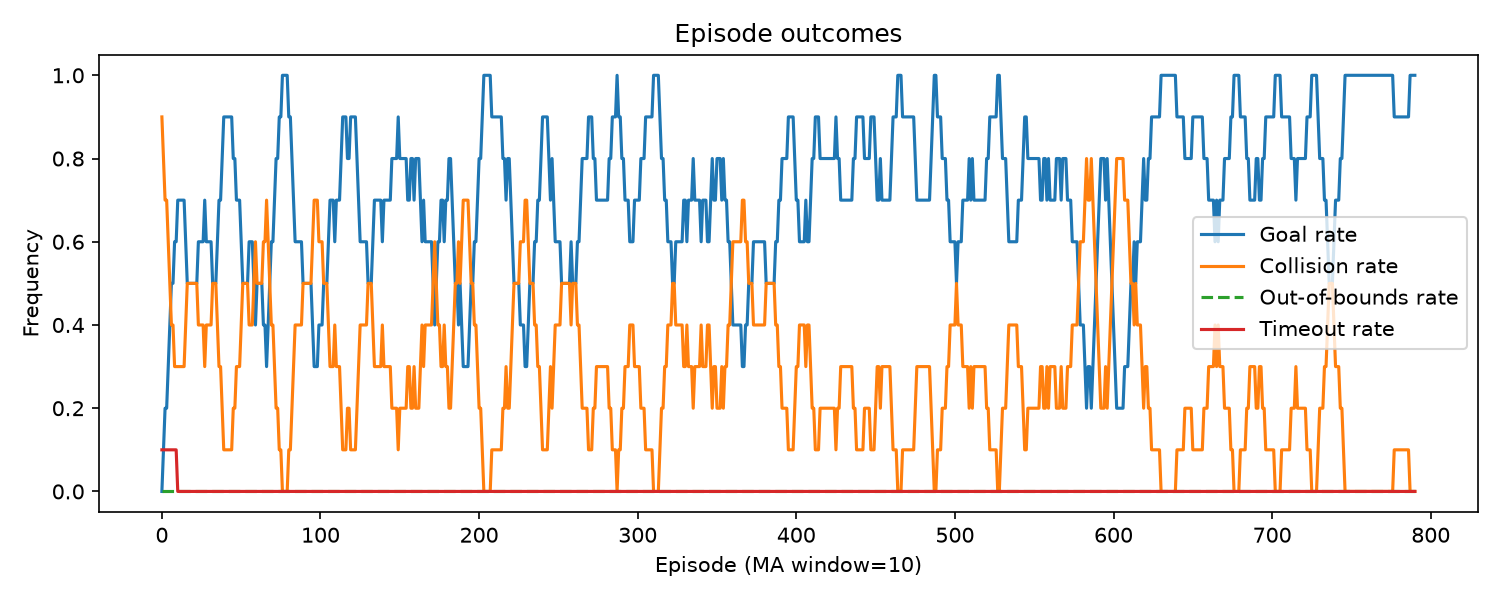 Episode outcomes
1.0
0.8
0.6
0.4
0.2
0.0
Frequency
Goal rate
Collision rate
Out-of-bounds rate
Timeout rate
0 100 200 300 400 500 600 700 800
Episode (MA window=10)